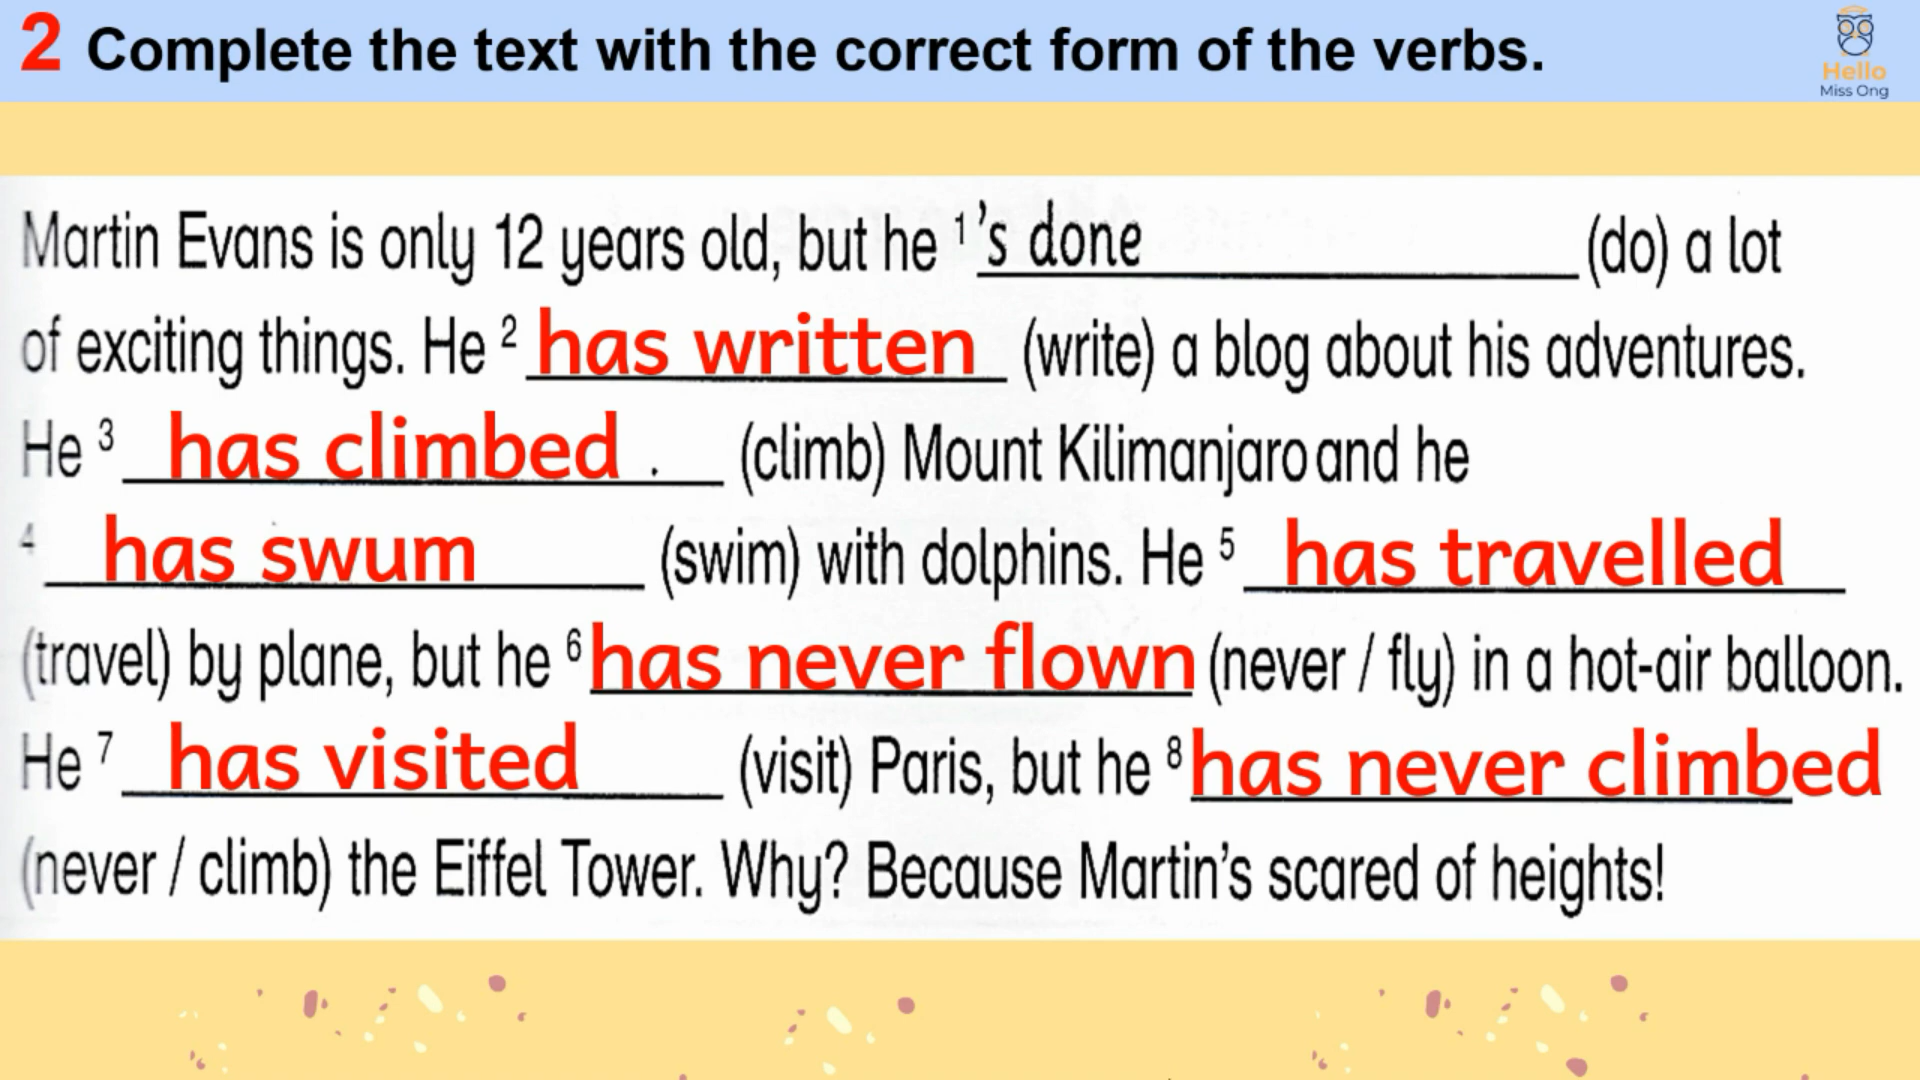 2 Complete the text with the correct form of the verbs.
Hello
Miss Ong
Martin Evans is only 12 years old, but he 1 's done (do) a lot
of exciting things. He 2 has written (write) a blog about his adventures.
He 3 has climbed . (climb) Mount Kilimanjaro and he
4 has swum (swim) with dolphins. He 5 has travelled
(travel) by plane, but he 6 has never flown (never / fly) in a hot-air balloon.
He 7 has visited (visit) Paris, but he 8 has never climbed
(never / climb) the Eiffel Tower. Why? Because Martin's scared of heights!